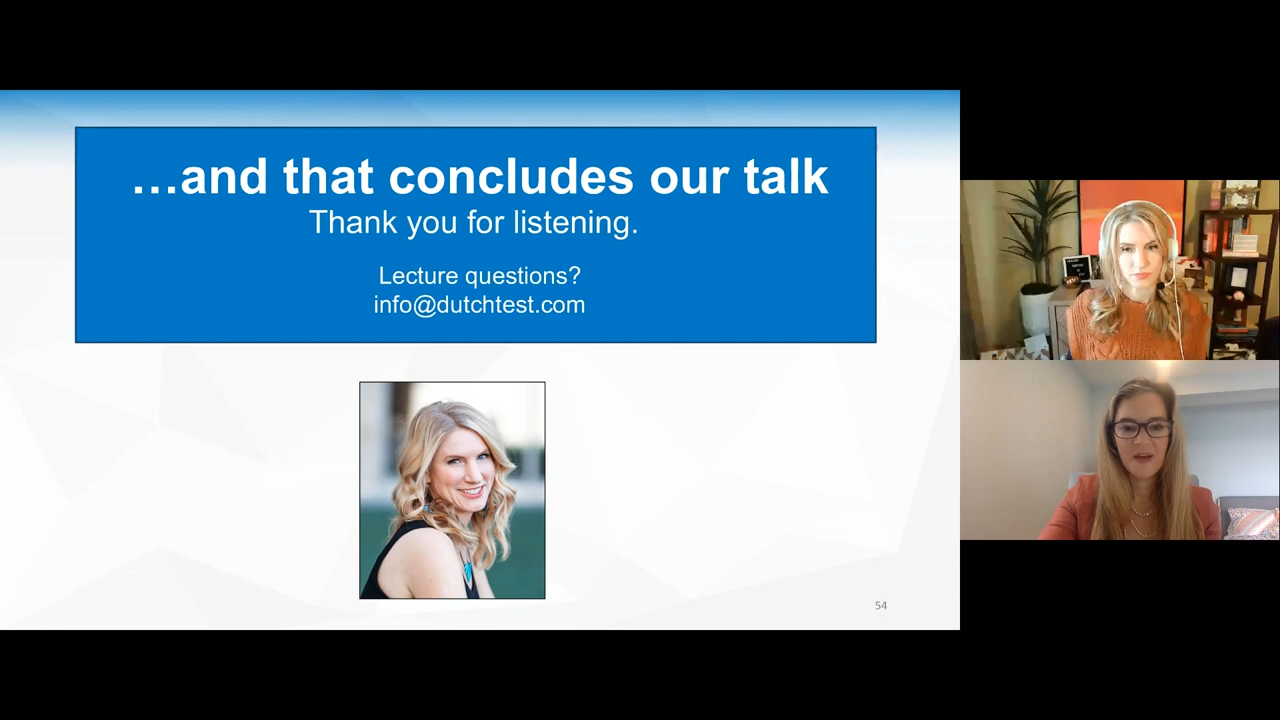 …and that concludes our talk
Thank you for listening.
Lecture questions?
info@dutchtest.com
54